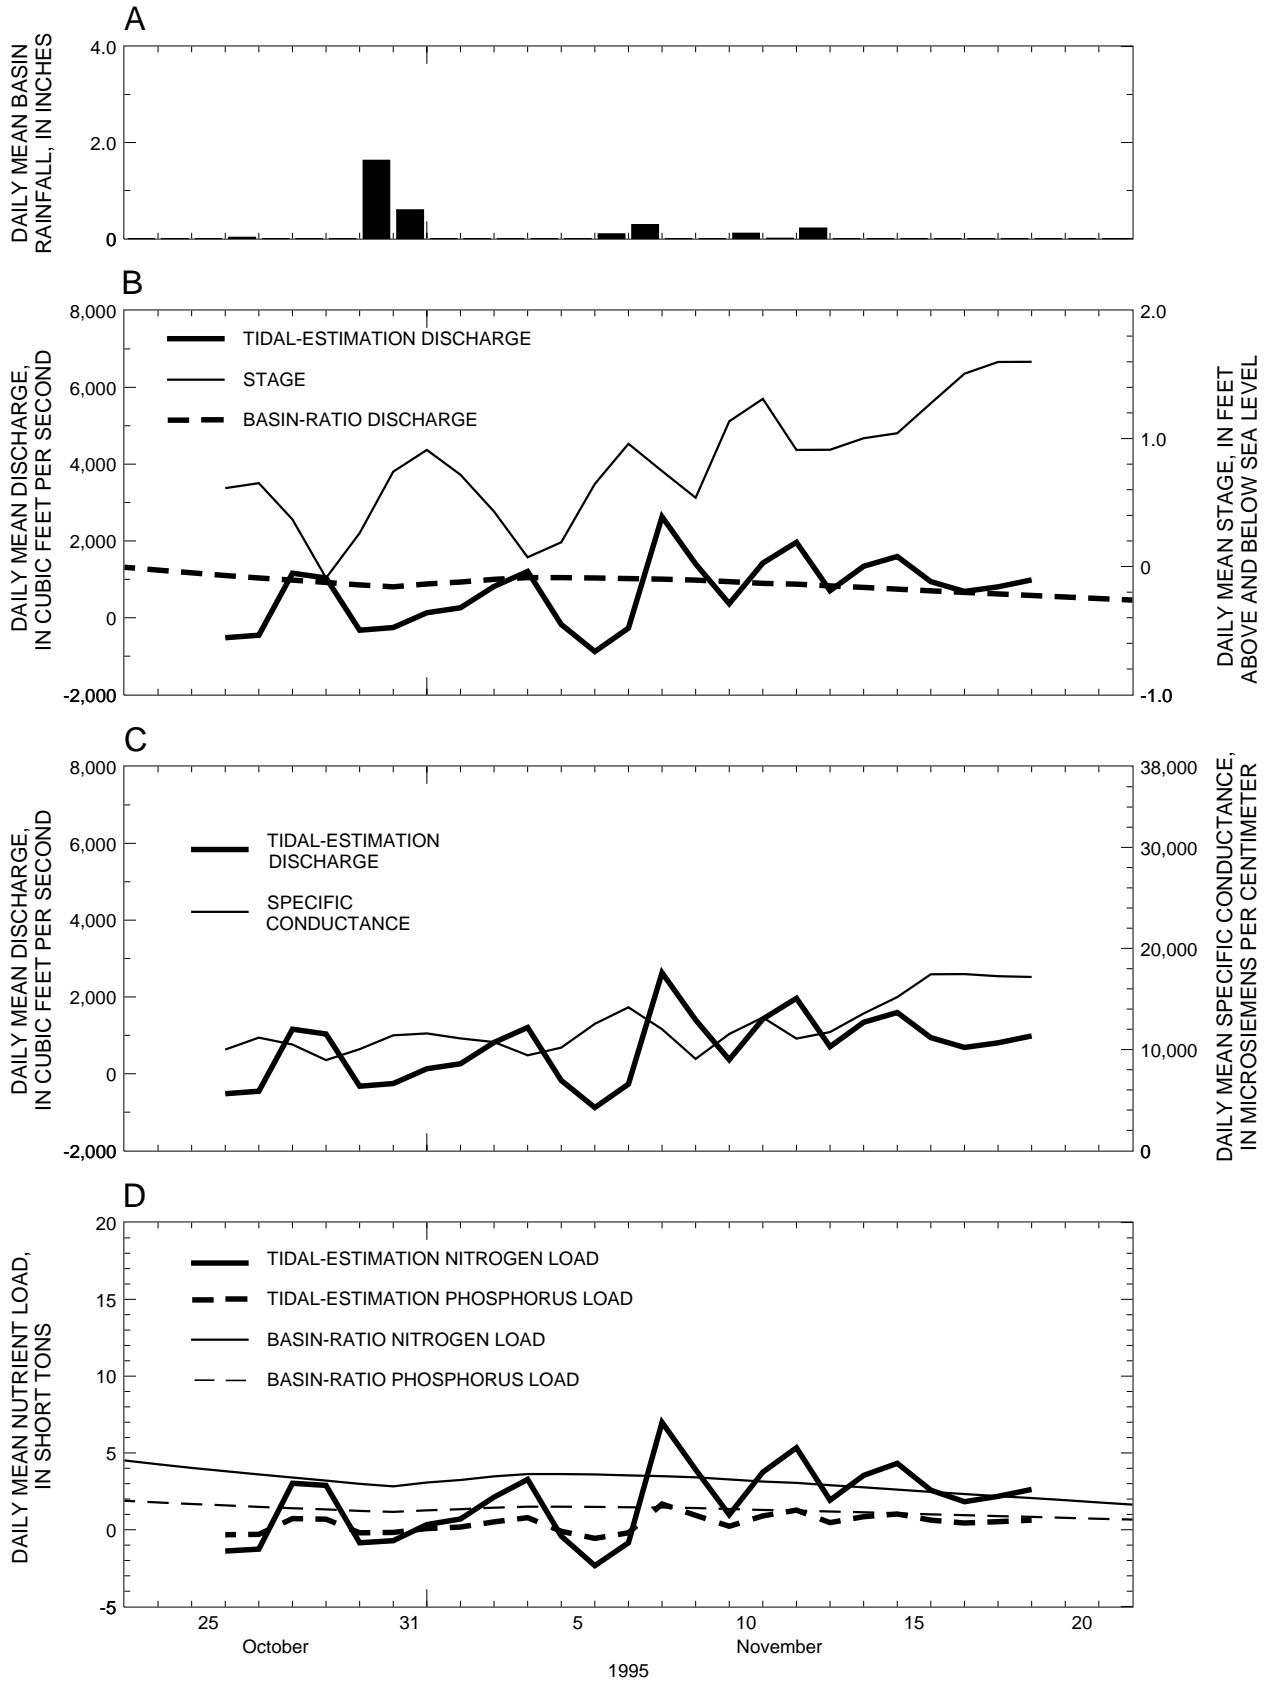 A
DAILY MEAN BASIN
RAINFALL, IN INCHES
4.0
2.0
0
B
DAILY MEAN DISCHARGE,
IN CUBIC FEET PER SECOND
8,000
6,000
4,000
2,000
0
-2,000
TIDAL-ESTIMATION DISCHARGE
STAGE
BASIN-RATIO DISCHARGE
2.0
1.0
0
-1.0
DAILY MEAN STAGE, IN FEET
ABOVE AND BELOW SEA LEVEL
C
DAILY MEAN DISCHARGE,
IN CUBIC FEET PER SECOND
8,000
6,000
4,000
2,000
0
-2,000
TIDAL-ESTIMATION
DISCHARGE
SPECIFIC
CONDUCTANCE
38,000
30,000
20,000
10,000
0
DAILY MEAN SPECIFIC CONDUCTANCE,
IN MICROSIEMENS PER CENTIMETER
D
DAILY MEAN NUTRIENT LOAD,
IN SHORT TONS
20
15
10
5
0
-5
TIDAL-ESTIMATION NITROGEN LOAD
TIDAL-ESTIMATION PHOSPHORUS LOAD
BASIN-RATIO NITROGEN LOAD
BASIN-RATIO PHOSPHORUS LOAD
25 31 5 10 15 20
October November
1995